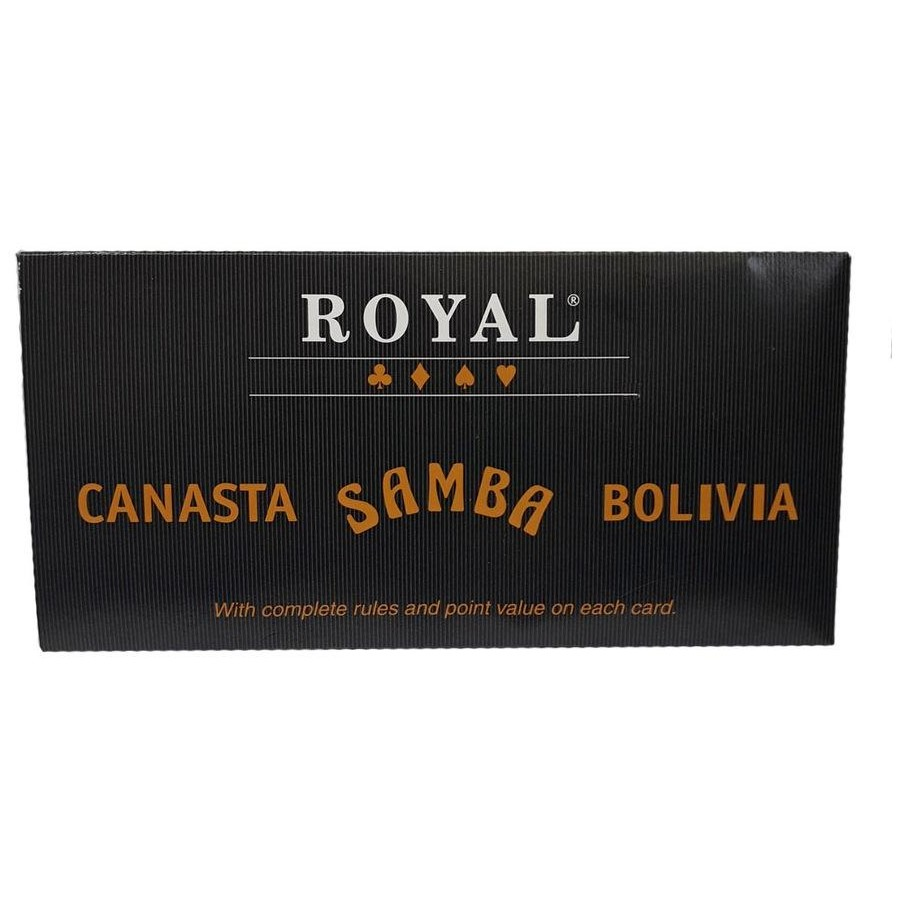 ROYAL®
CANASTA SAMBA BOLIVIA
With complete rules and point value on each card.